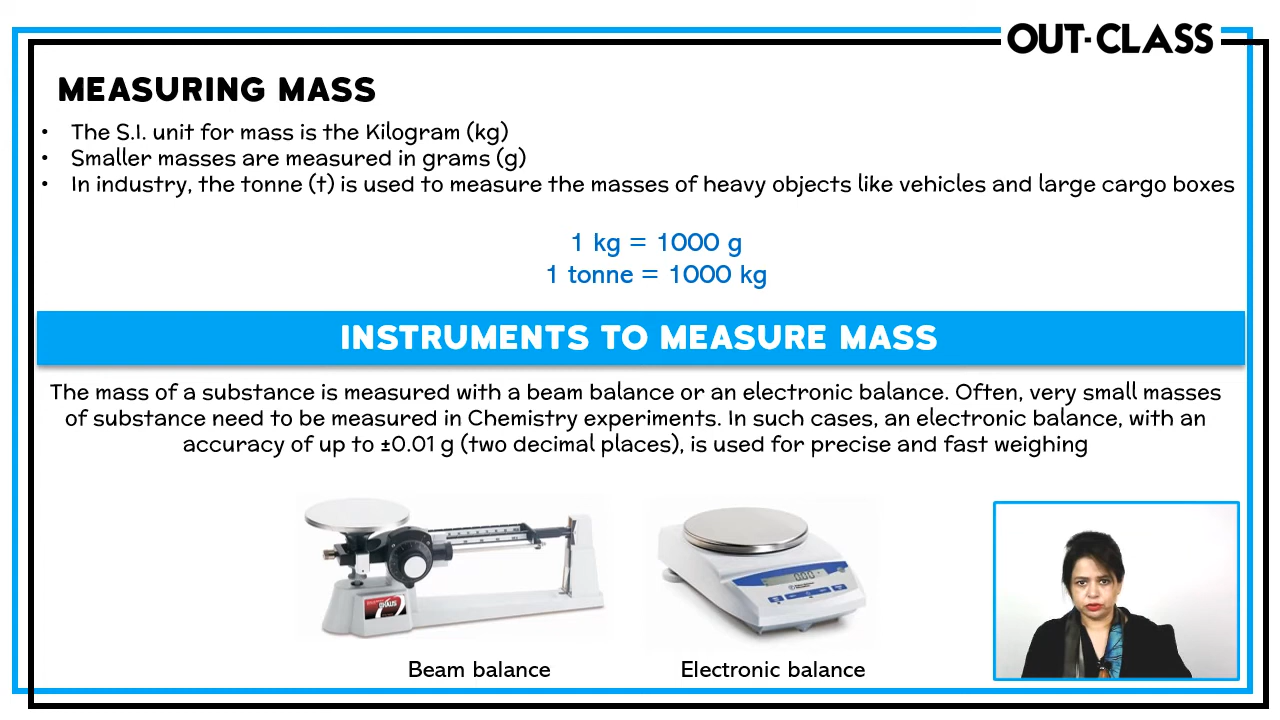 OUT-CLASS
MEASURING MASS
• The S.I. unit for mass is the Kilogram (kg)
• Smaller masses are measured in grams (g)
• In industry, the tonne (t) is used to measure the masses of heavy objects like vehicles and large cargo boxes
1 kg = 1000 g
1 tonne = 1000 kg
INSTRUMENTS TO MEASURE MASS
The mass of a substance is measured with a beam balance or an electronic balance. Often, very small masses
of substance need to be measured in Chemistry experiments. In such cases, an electronic balance, with an
accuracy of up to ±0.01 g (two decimal places), is used for precise and fast weighing
OHAUS
0.00
Beam balance
Electronic balance